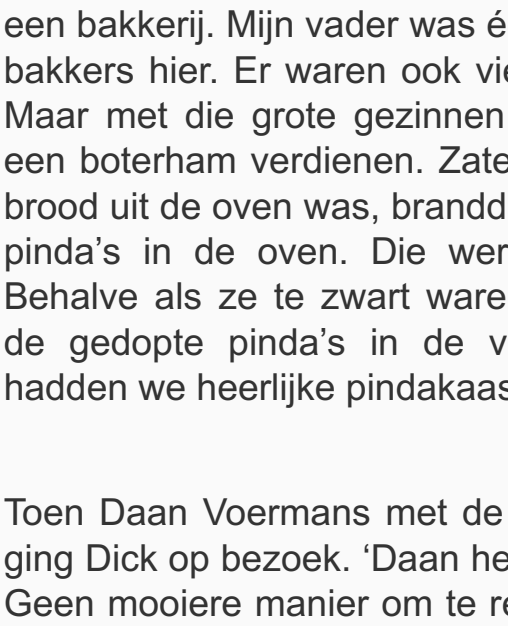 een bakkerij. Mijn vader was é
bakkers hier. Er waren ook vie
Maar met die grote gezinnen
een boterham verdienen. Zate
brood uit de oven was, brandd
pinda’s in de oven. Die wer
Behalve als ze te zwart ware
de gedopte pinda’s in de v
hadden we heerlijke pindakaas
Toen Daan Voermans met de
ging Dick op bezoek. ‘Daan he
Geen mooiere manier om te re